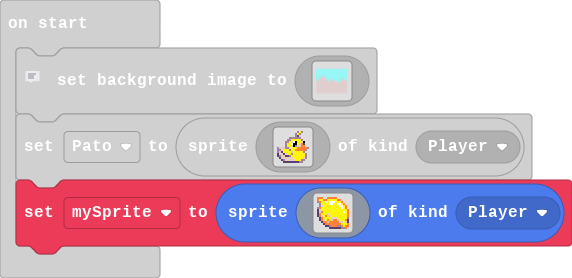 on start
set background image to
set Pato to sprite of kind Player
set mySprite to sprite of kind Player